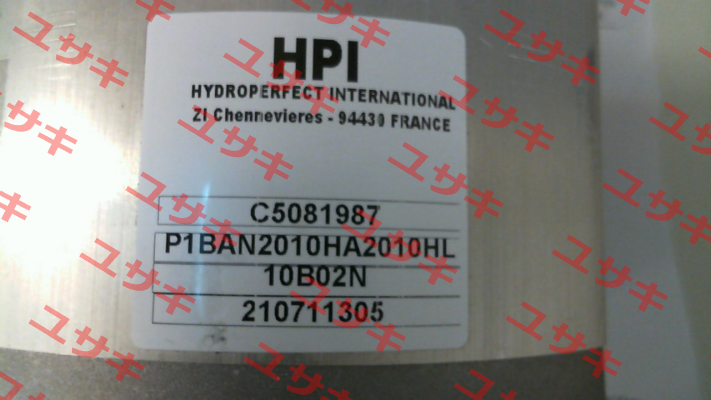 HPI
HYDROPERFECT INTERNATIONAL
ZI Chennevieres - 94430 FRANCE
C5081987
P1BAN2010HA2010HL
10B02N
210711305
ユサキ